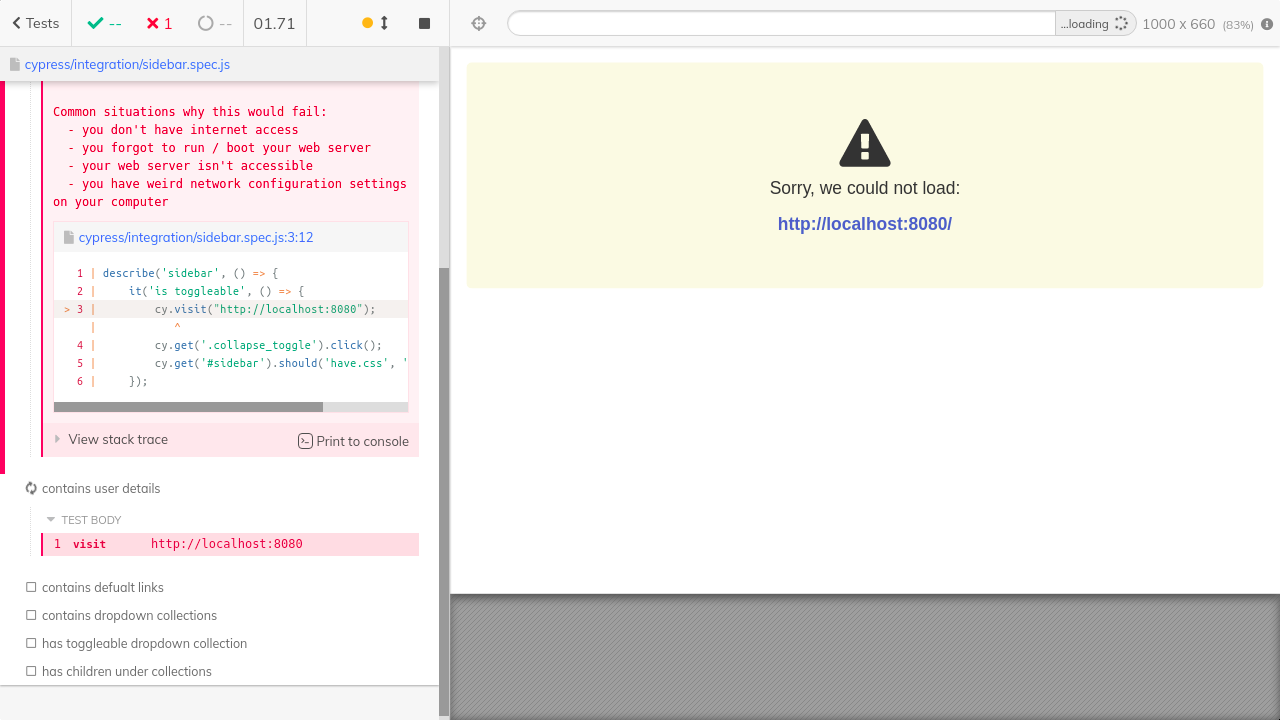 Tests
--
1
--
01.71
...loading
1000 x 660 (83%)
cypress/integration/sidebar.spec.js
Common situations why this would fail:
- you don't have internet access
- you forgot to run / boot your web server
- your web server isn't accessible
- you have weird network configuration settings
on your computer
cypress/integration/sidebar.spec.js:3:12
1 | describe('sidebar', () => {
2 |     it('is toggleable', () => {
> 3 |         cy.visit("http://localhost:8080");
|            ^
4 |         cy.get('.collapse_toggle').click();
5 |         cy.get('#sidebar').should('have.css', '
6 |     });
View stack trace
Print to console
contains user details
TEST BODY
1 visit http://localhost:8080
contains defualt links
contains dropdown collections
has toggleable dropdown collection
has children under collections
Sorry, we could not load:
http://localhost:8080/